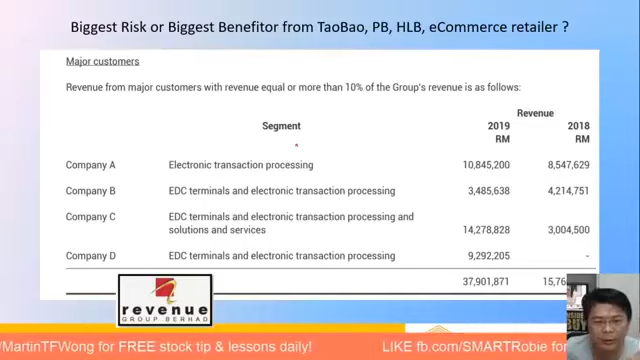 Biggest Risk or Biggest Benefitor from TaoBao, PB, HLB, eCommerce retailer ?
Major customers
Revenue from major customers with revenue equal or more than 10% of the Group's revenue is as follows:
Revenue
Segment 2019 2018
RM RM
Company A Electronic transaction processing 10,845,200 8,547,629
Company B EDC terminals and electronic transaction processing 3,485,638 4,214,751
Company C EDC terminals and electronic transaction processing and
solutions and services 14,278,828 3,004,500
Company D EDC terminals and electronic transaction processing 9,292,205 -
37,901,871 15,76
revenue
GROUP BERHAD
/MartinTFWong for FREE stock tip & lessons daily! LIKE fb.com/SMARTRobie for